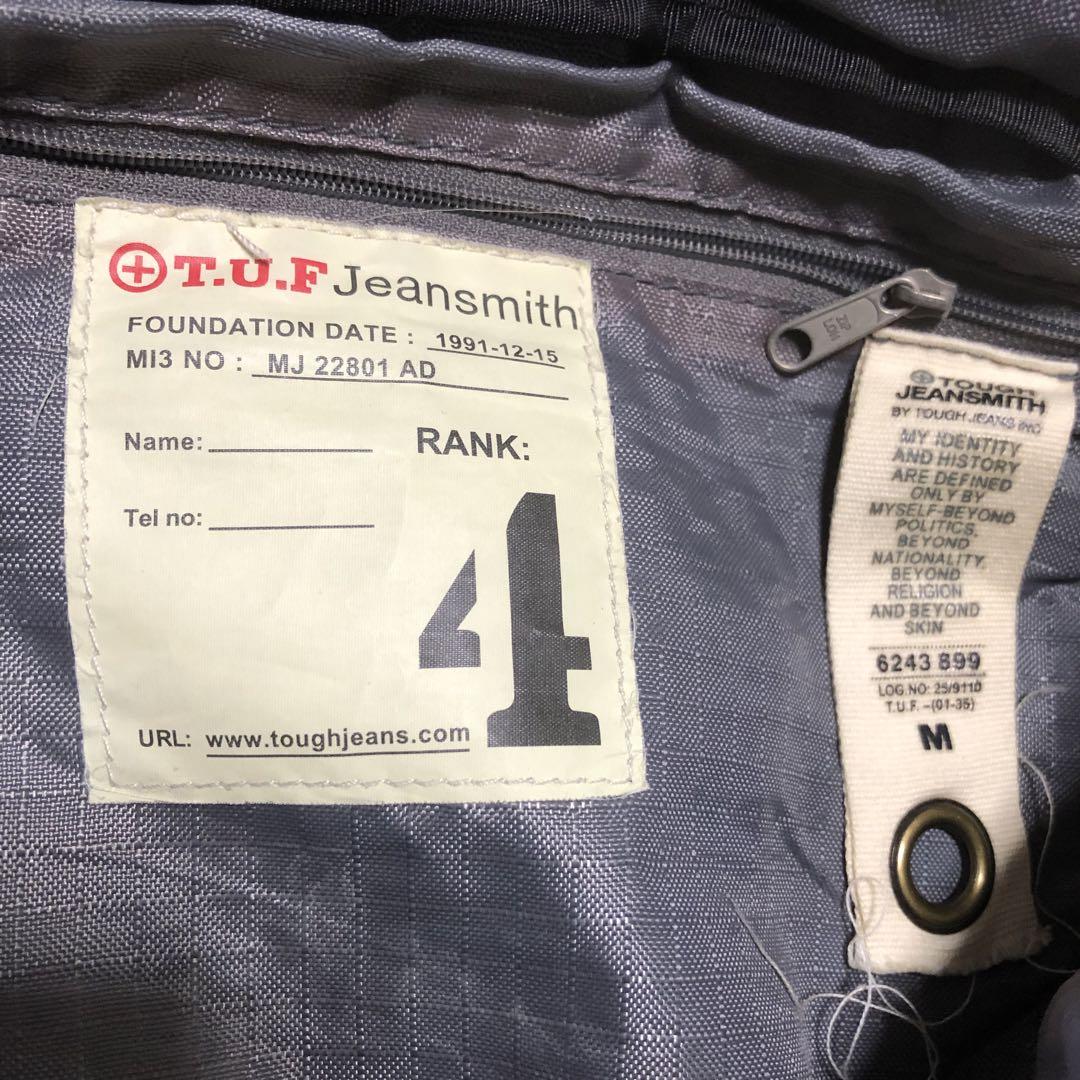 T.U.F Jeansmith
FOUNDATION DATE : 1991-12-15
MI3 NO : MJ 22801 AD
Name:
RANK:
Tel no:
4
URL: www.toughjeans.com
TOUGH
JEANSMITH
BY TOUGH JEANS INC
MY IDENTITY
AND HISTORY
ARE DEFINED
ONLY BY
MYSELF-BEYOND
POLITICS,
BEYOND
NATIONALITY,
BEYOND
RELIGION
AND BEYOND
SKIN
6243 899
LOG.NO: 25/9110
T.U.F. -(01-35)
M